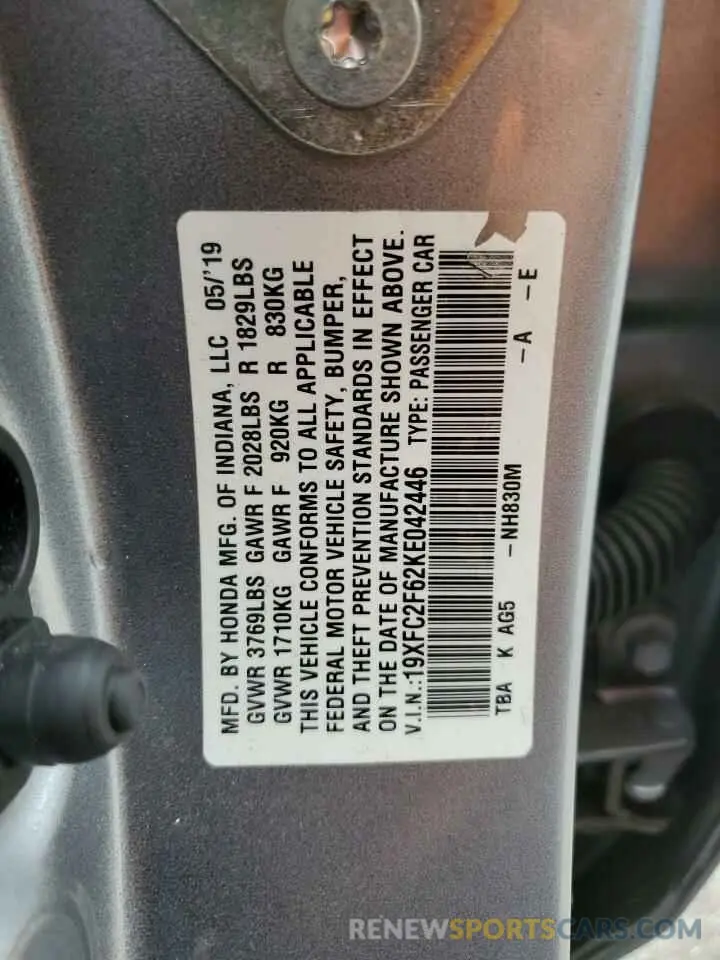 MFD. BY HONDA MFG. OF INDIANA, LLC 05/'19
GVWR 3769LBS GAWR F 2028LBS R 1829LBS
GVWR 1710KG GAWR F 920KG R 830KG
THIS VEHICLE CONFORMS TO ALL APPLICABLE
FEDERAL MOTOR VEHICLE SAFETY, BUMPER,
AND THEFT PREVENTION STANDARDS IN EFFECT
ON THE DATE OF MANUFACTURE SHOWN ABOVE.
V.I.N.:19XFC2F62KE042446 TYPE: PASSENGER CAR
TBA K AG5 -NH830M -A -E
RENEWSPORTSCARS.COM